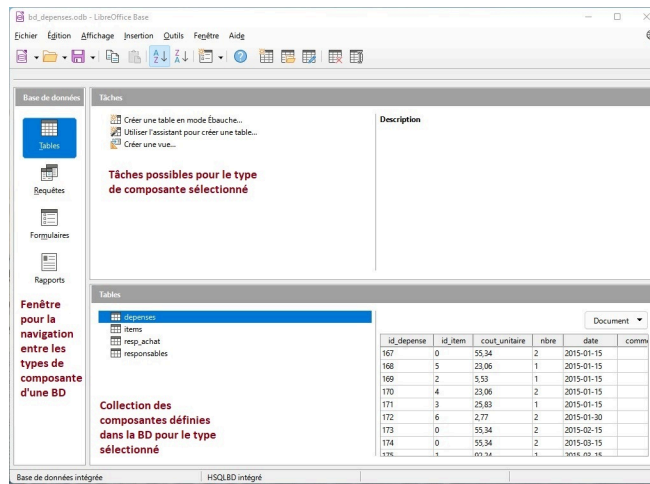 bd_depenses.odb - LibreOffice Base
Fichier Édition Affichage Insertion Outils Fenêtre Aide
Base de données
Tables
Requêtes
Formulaires
Rapports
Fenêtre
pour la
navigation
entre les
types de
composante
d'une BD
Tâches
Créer une table en mode Ébauche...
Utiliser l'assistant pour créer une table...
Créer une vue...
Tâches possibles pour le type
de composante sélectionné
Description
Tables
depenses
items
resp_achat
responsables
Collection des
composantes définies
dans la BD pour le type
sélectionné
Document
id_depense id_item cout_unitaire nbre date comm
167 0 55,34 2 2015-01-15
168 5 23,06 1 2015-01-15
169 2 5,53 1 2015-01-15
170 4 23,06 2 2015-01-15
171 3 25,83 1 2015-01-15
172 6 2,77 2 2015-01-30
173 0 55,34 2 2015-02-15
174 0 55,34 2 2015-03-15
Base de données intégrée HSQLBD intégré